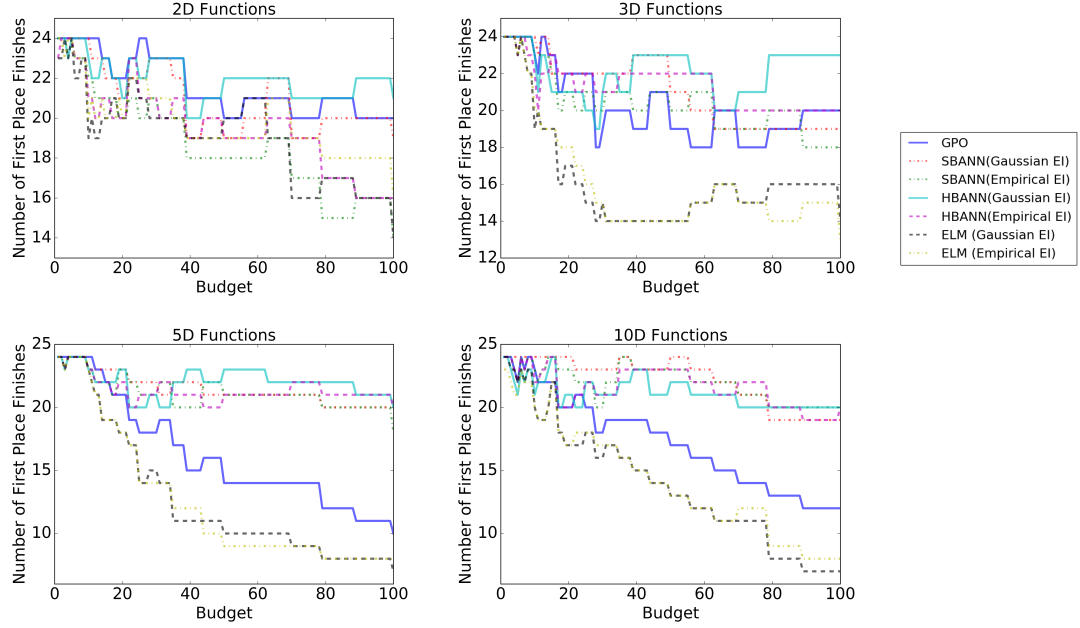 2D Functions
Number of First Place Finishes
24
22
20
18
16
14
0 20 40 60 80 100
Budget
3D Functions
Number of First Place Finishes
24
22
20
18
16
14
12
0 20 40 60 80 100
Budget
GPO
SBANN(Gaussian EI)
SBANN(Empirical EI)
HBANN(Gaussian EI)
HBANN(Empirical EI)
ELM (Gaussian EI)
ELM (Empirical EI)
5D Functions
Number of First Place Finishes
25
20
15
10
0 20 40 60 80 100
Budget
10D Functions
Number of First Place Finishes
25
20
15
10
0 20 40 60 80 100
Budget